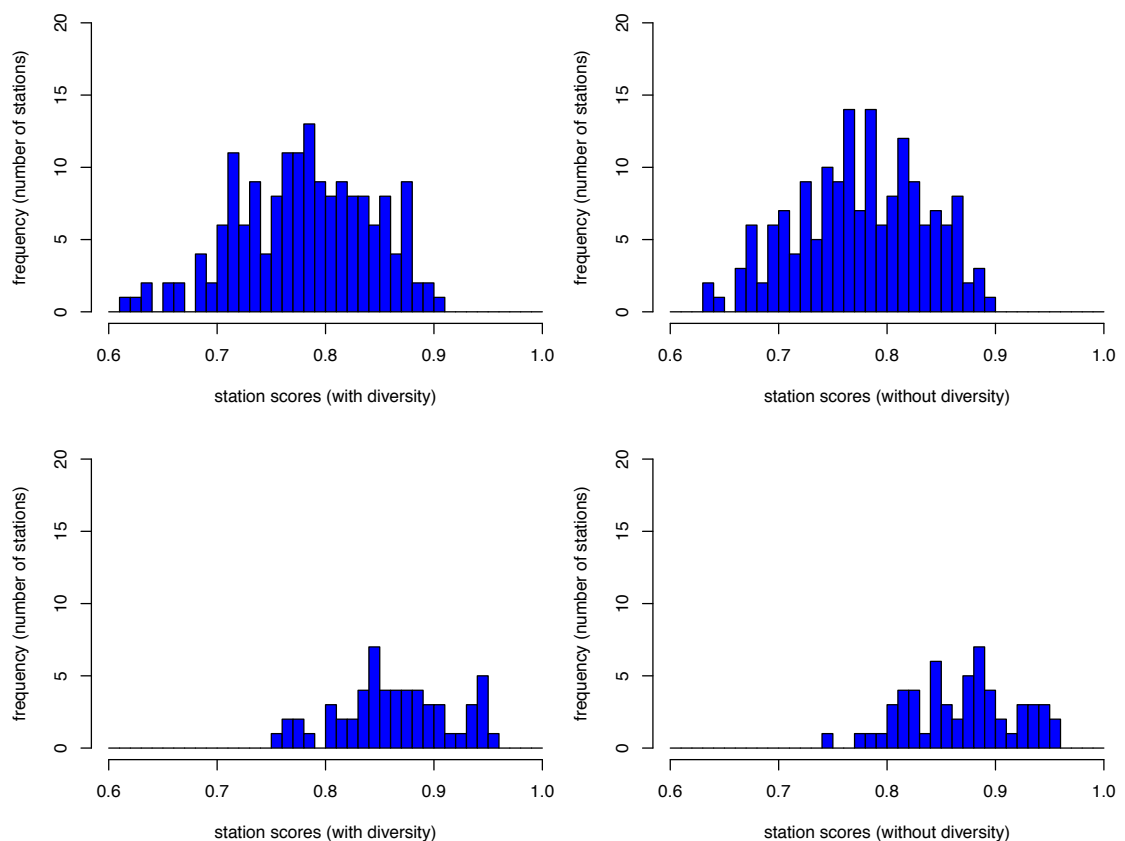 frequency (number of stations)
20
15
10
5
0
0.6 0.7 0.8 0.9 1.0
station scores (with diversity)
frequency (number of stations)
20
15
10
5
0
0.6 0.7 0.8 0.9 1.0
station scores (without diversity)
frequency (number of stations)
20
15
10
5
0
0.6 0.7 0.8 0.9 1.0
station scores (with diversity)
frequency (number of stations)
20
15
10
5
0
0.6 0.7 0.8 0.9 1.0
station scores (without diversity)